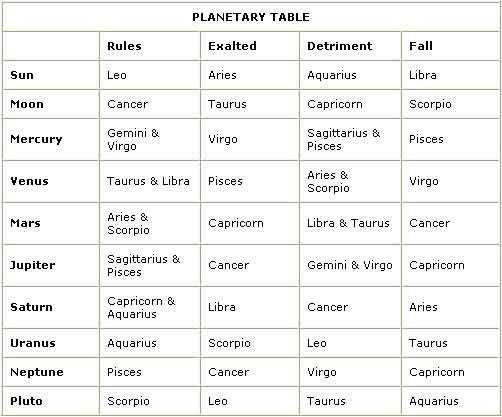 PLANETARY TABLE
Rules Exalted Detriment Fall
Sun Leo Aries Aquarius Libra
Moon Cancer Taurus Capricorn Scorpio
Mercury Gemini & Virgo Virgo Sagittarius & Pisces Pisces
Venus Taurus & Libra Pisces Aries & Scorpio Virgo
Mars Aries & Scorpio Capricorn Libra & Taurus Cancer
Jupiter Sagittarius & Pisces Cancer Gemini & Virgo Capricorn
Saturn Capricorn & Aquarius Libra Cancer Aries
Uranus Aquarius Scorpio Leo Taurus
Neptune Pisces Cancer Virgo Capricorn
Pluto Scorpio Leo Taurus Aquarius